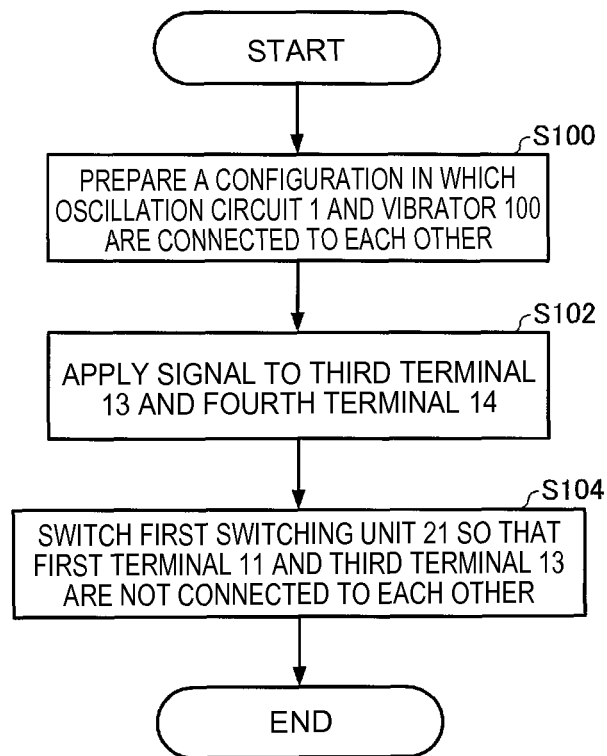 START
S100
PREPARE A CONFIGURATION IN WHICH
OSCILLATION CIRCUIT 1 AND VIBRATOR 100
ARE CONNECTED TO EACH OTHER
S102
APPLY SIGNAL TO THIRD TERMINAL
13 AND FOURTH TERMINAL 14
S104
SWITCH FIRST SWITCHING UNIT 21 SO THAT
FIRST TERMINAL 11 AND THIRD TERMINAL 13
ARE NOT CONNECTED TO EACH OTHER
END